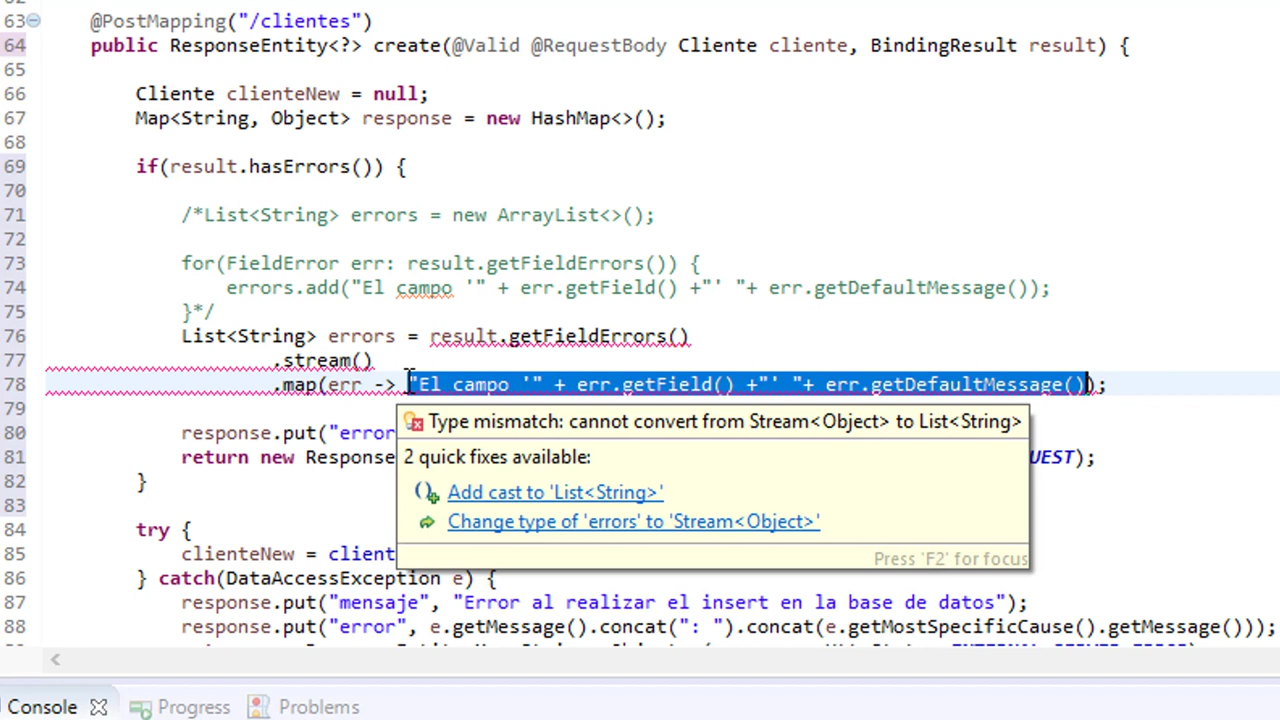 63 @PostMapping("/clientes")
64 public ResponseEntity<?> create(@Valid @RequestBody Cliente cliente, BindingResult result) {
65
66 Cliente clienteNew = null;
67 Map<String, Object> response = new HashMap<>();
68
69 if(result.hasErrors()) {
70
71 /*List<String> errors = new ArrayList<>();
72
73 for(FieldError err: result.getFieldErrors()) {
74 errors.add("El campo '" + err.getField() +"' "+ err.getDefaultMessage());
75 }*/
76 List<String> errors = result.getFieldErrors()
77 .stream()
78 .map(err -> "El campo '" + err.getField() +"' "+ err.getDefaultMessage());
79
Type mismatch: cannot convert from Stream<Object> to List<String>
80 response.put("error
2 quick fixes available:
81 return new Response UEST);
82 }
Add cast to 'List<String>'
83
Change type of 'errors' to 'Stream<Object>'
84 try {
85 clienteNew = client
Press 'F2' for focus
86 } catch(DataAccessException e) {
87 response.put("mensaje", "Error al realizar el insert en la base de datos");
88 response.put("error", e.getMessage().concat(": ").concat(e.getMostSpecificCause().getMessage()));
Console Progress Problems